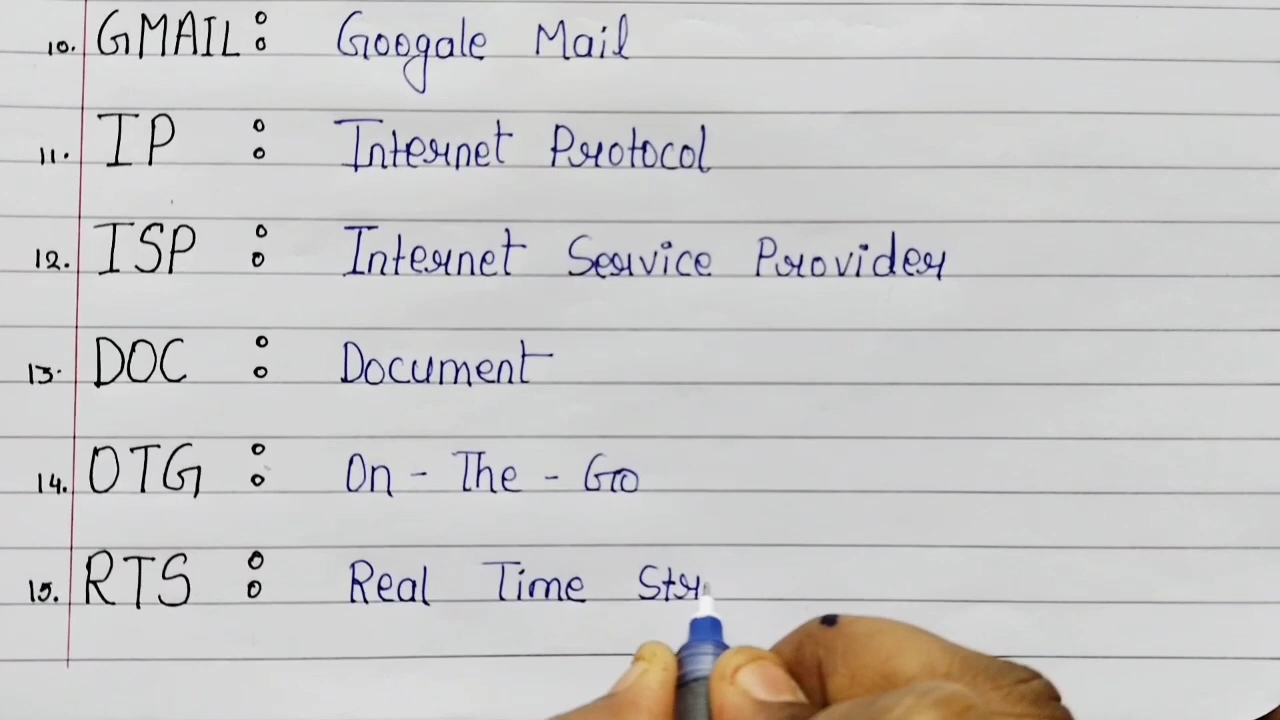 10. GMAIL : Googale Mail
11. IP : Internet Protocol
12. ISP : Internet Service Provider
13. DOC : Document
14. OTG : On - The - Go
15. RTS : Real Time Str